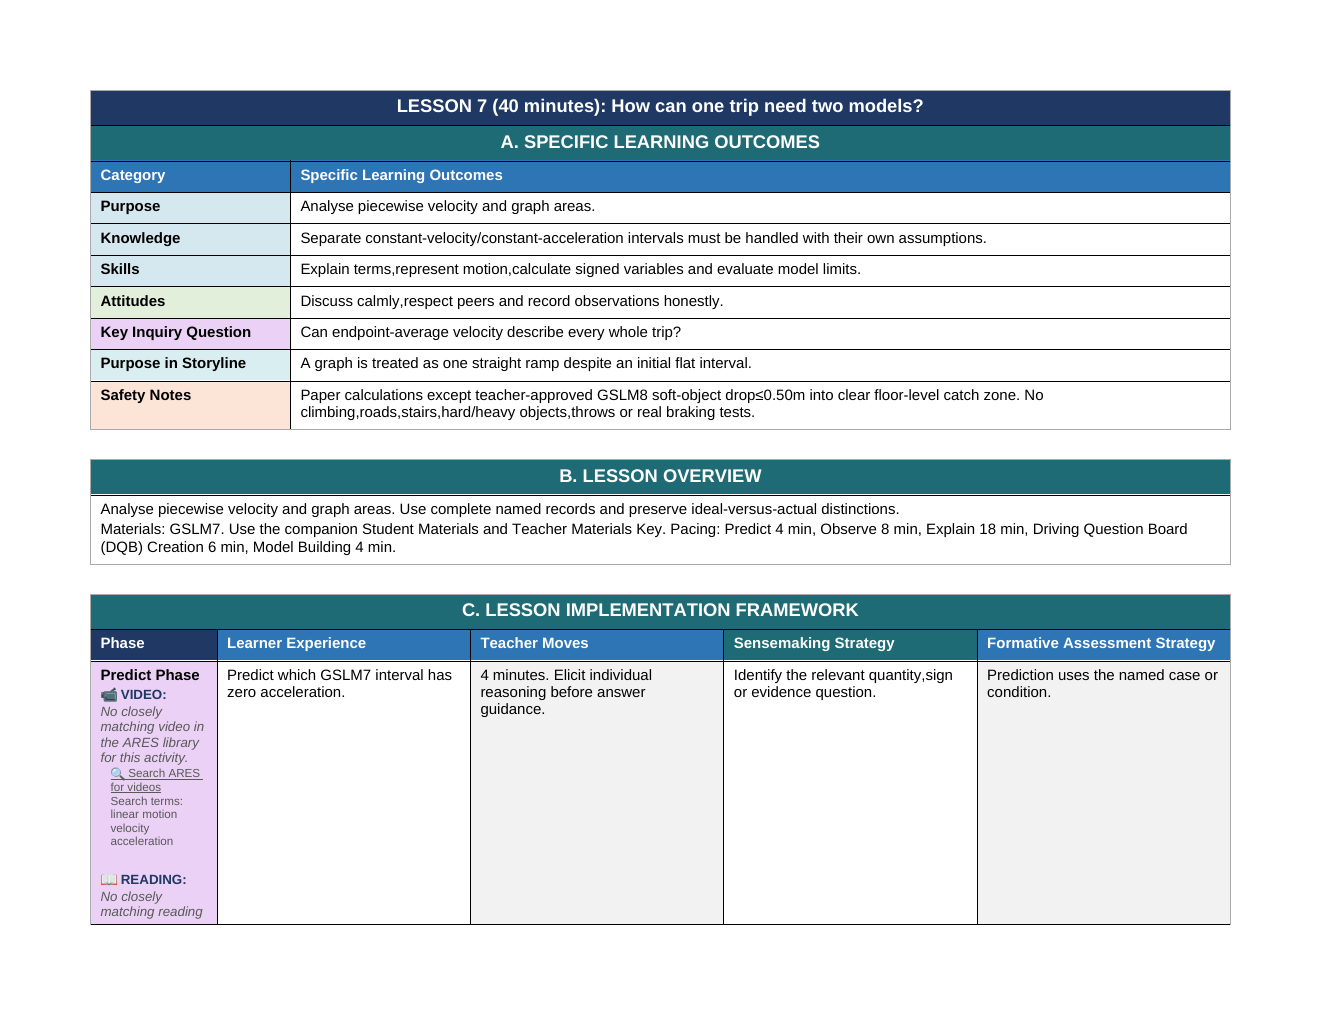 LESSON 7 (40 minutes): How can one trip need two models?
A. SPECIFIC LEARNING OUTCOMES
Category
Specific Learning Outcomes
Purpose
Analyse piecewise velocity and graph areas.
Knowledge
Separate constant-velocity/constant-acceleration intervals must be handled with their own assumptions.
Skills
Explain terms,represent motion,calculate signed variables and evaluate model limits.
Attitudes
Discuss calmly,respect peers and record observations honestly.
Key Inquiry Question
Can endpoint-average velocity describe every whole trip?
Purpose in Storyline
A graph is treated as one straight ramp despite an initial flat interval.
Safety Notes
Paper calculations except teacher-approved GSLM8 soft-object drop≤0.50m into clear floor-level catch zone. No
climbing,roads,stairs,hard/heavy objects,throws or real braking tests.
B. LESSON OVERVIEW
Analyse piecewise velocity and graph areas. Use complete named records and preserve ideal-versus-actual distinctions.
Materials: GSLM7. Use the companion Student Materials and Teacher Materials Key. Pacing: Predict 4 min, Observe 8 min, Explain 18 min, Driving Question Board
(DQB) Creation 6 min, Model Building 4 min.
C. LESSON IMPLEMENTATION FRAMEWORK
Phase
Learner Experience
Teacher Moves
Sensemaking Strategy
Formative Assessment Strategy
Predict Phase
📹 VIDEO:
No closely
matching video in
the ARES library
for this activity.
🔍 Search ARES
for videos
Search terms:
linear motion
velocity
acceleration
📖 READING:
No closely
matching reading
Predict which GSLM7 interval has
zero acceleration.
4 minutes. Elicit individual
reasoning before answer
guidance.
Identify the relevant quantity,sign
or evidence question.
Prediction uses the named case or
condition.